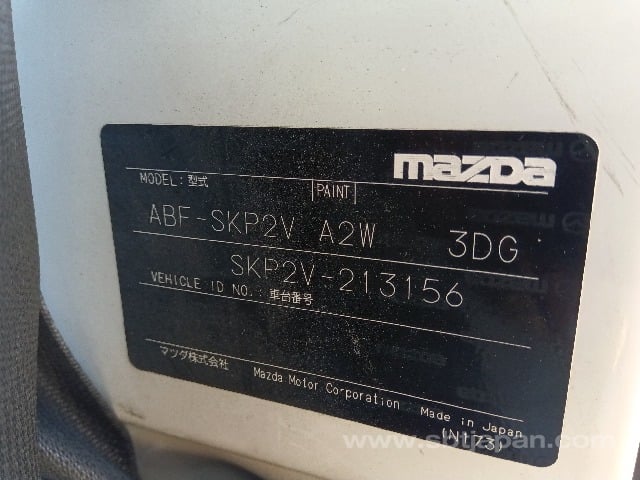 mazda
MODEL:型式 PAINT
ABF-SKP2V A2W 3DG
SKP2V-213156
VEHICLE ID NO.:車台番号
マツダ株式会社 Mazda Motor Corporation Made in Japan
(N173)
www.sbtjapan.com